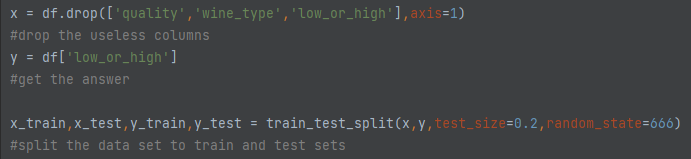 x = df.drop(['quality','wine_type','low_or_high'],axis=1)
#drop the useless columns
y = df['low_or_high']
#get the answer
x_train,x_test,y_train,y_test = train_test_split(x,y,test_size=0.2,random_state=666)
#split the data set to train and test sets